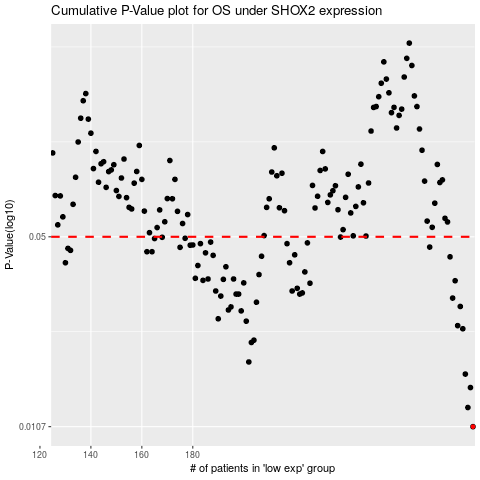 Cumulative P-Value plot for OS under SHOX2 expression
P-Value(log10)
0.05
0.0107
120 140 160 180
# of patients in 'low exp' group